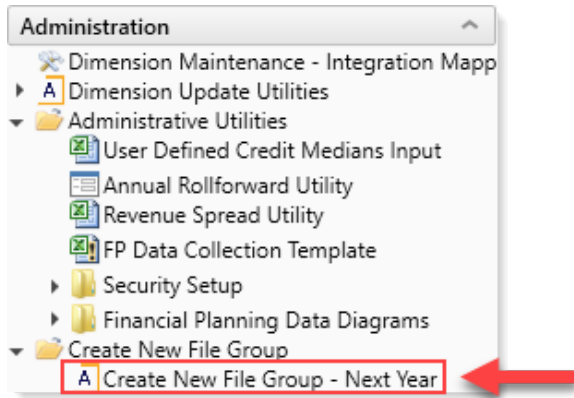 Administration
Dimension Maintenance - Integration Mapp
A Dimension Update Utilities
Administrative Utilities
User Defined Credit Medians Input
Annual Rollforward Utility
Revenue Spread Utility
FP Data Collection Template
Security Setup
Financial Planning Data Diagrams
Create New File Group
A Create New File Group - Next Year